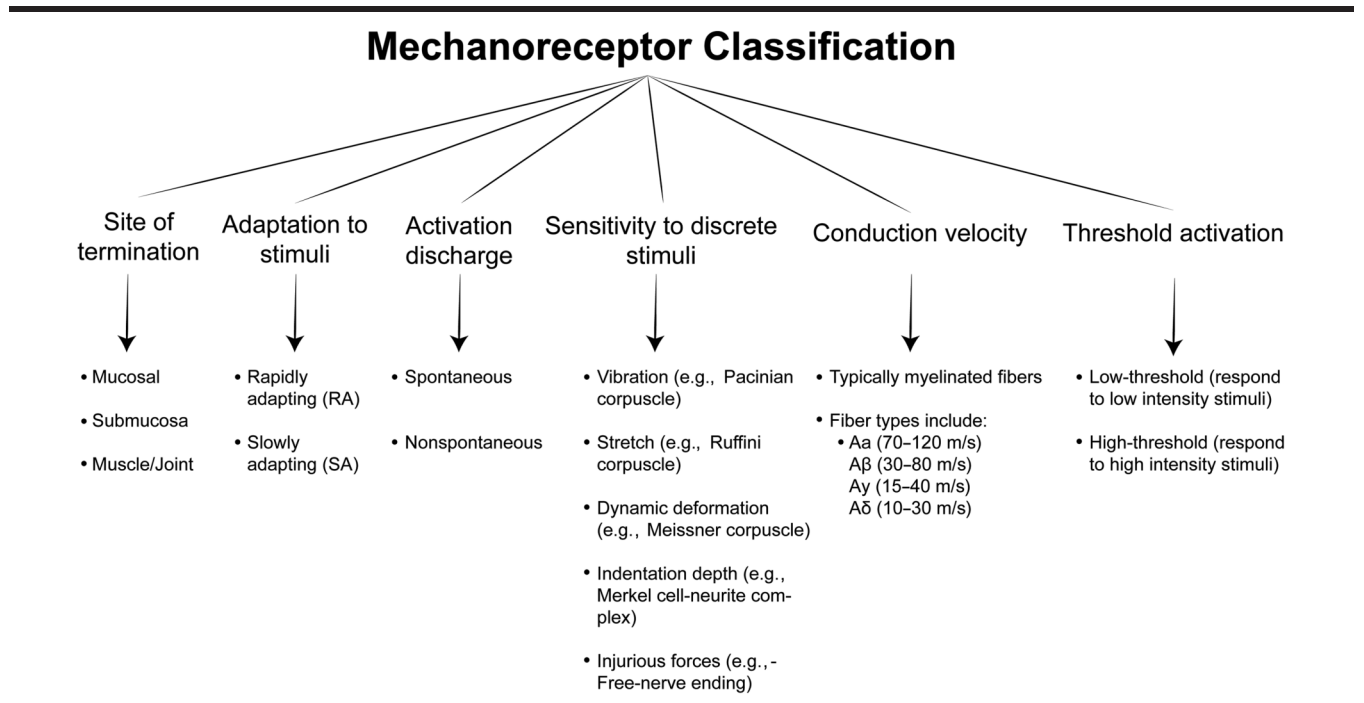 Mechanoreceptor Classification
Site of
termination
• Mucosal
• Submucosa
• Muscle/Joint
Adaptation to
stimuli
• Rapidly
adapting (RA)
• Slowly
adapting (SA)
Activation
discharge
• Spontaneous
• Nonspontaneous
Sensitivity to discrete
stimuli
• Vibration (e.g., Pacinian
corpuscle)
• Stretch (e.g., Ruffini
corpuscle)
• Dynamic deformation
(e.g., Meissner corpuscle)
• Indentation depth (e.g.,
Merkel cell-neurite com-
plex)
• Injurious forces (e.g.,-
Free-nerve ending)
Conduction velocity
• Typically myelinated fibers
• Fiber types include:
• Aa (70–120 m/s)
Aβ (30–80 m/s)
Ay (15–40 m/s)
Aδ (10–30 m/s)
Threshold activation
• Low-threshold (respond
to low intensity stimuli)
• High-threshold (respond
to high intensity stimuli)